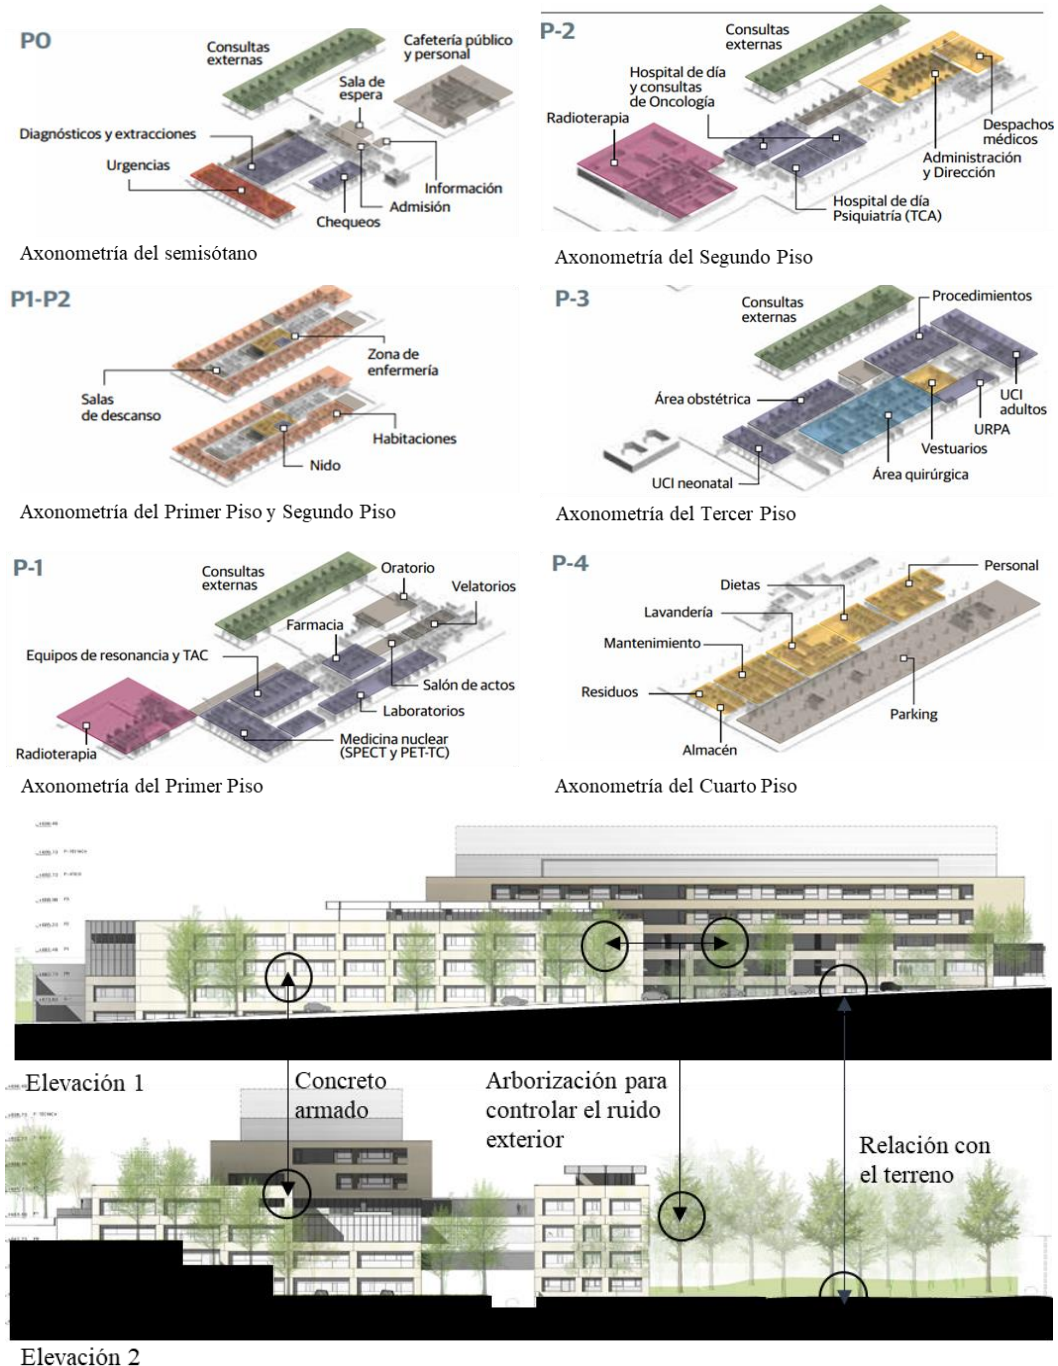 P0
Consultas
externas
Cafetería público
y personal
Sala de
espera
Diagnósticos y extracciones
Urgencias
Información
Admisión
Chequeos
Axonometría del semisótano
P-2
Consultas
externas
Hospital de día
y consultas
de Oncología
Radioterapia
Despachos
médicos
Administración
y Dirección
Hospital de día
Psiquiatría (TCA)
Axonometría del Segundo Piso
P1-P2
Zona de
enfermería
Salas
de descanso
Habitaciones
Nido
Axonometría del Primer Piso y Segundo Piso
P-3
Consultas
externas
Procedimientos
Área obstétrica
UCI
adultos
URPA
Vestuarios
Área quirúrgica
UCI neonatal
Axonometría del Tercer Piso
P-1
Consultas
externas
Oratorio
Velatorios
Farmacia
Equipos de resonancia y TAC
Salón de actos
Laboratorios
Medicina nuclear
(SPECT y PET-TC)
Radioterapia
Axonometría del Primer Piso
P-4
Personal
Dietas
Lavandería
Mantenimiento
Residuos
Parking
Almacén
Axonometría del Cuarto Piso
Elevación 1
Concreto
armado
Arborización para
controlar el ruido
exterior
Relación con
el terreno
Elevación 2